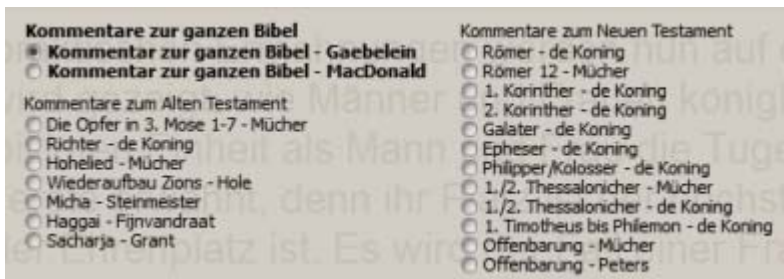 Kommentare zur ganzen Bibel
Kommentar zur ganzen Bibel - Gaebelein
Kommentar zur ganzen Bibel - MacDonald
Kommentare zum Alten Testament
Die Opfer in 3. Mose 1-7 - Mücher
Richter - de Koning
Hohelied - Mücher
Wiederaufbau Zions - Hole
Micha - Steinmeister
Haggai - Fijnvandraat
Sacharja - Grant
Kommentare zum Neuen Testament
Römer - de Koning
Römer 12 - Mücher
1. Korinther - de Koning
2. Korinther - de Koning
Galater - de Koning
Epheser - de Koning
Philipper/Kolosser - de Koning
1./2. Thessalonicher - Mücher
1./2. Thessalonicher - de Koning
1. Timotheus bis Philemon - de Koning
Offenbarung - Mücher
Offenbarung - Peters